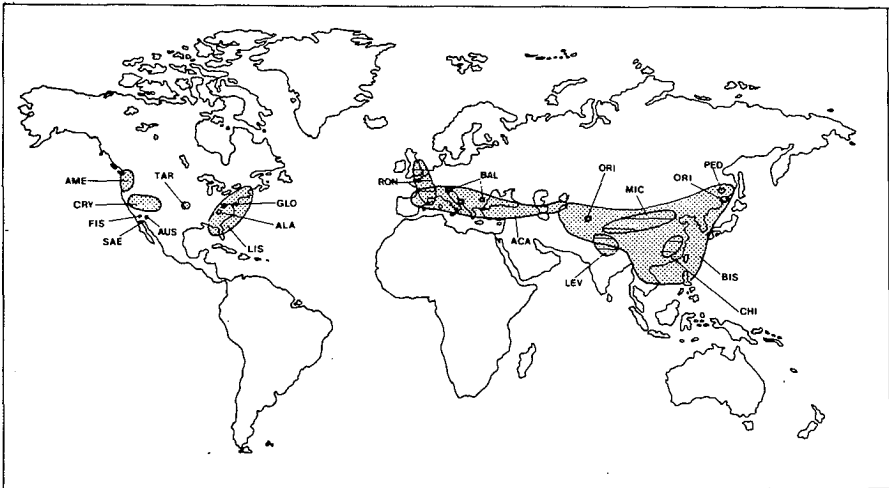 AME
TAR
CRY
FIS
SAE
AUS
GLO
ALA
LIS
RON
BAL
ACA
ORI
MIC
ORI
PED
LEV
BIS
CHI